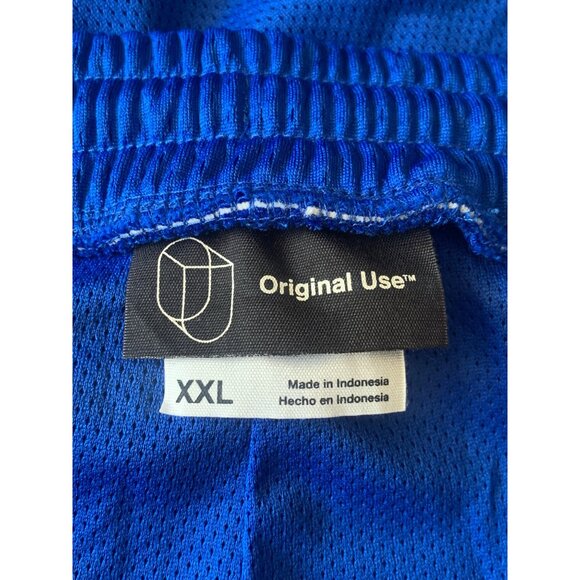 Original Use™
XXL
Made in Indonesia
Hecho en Indonesia